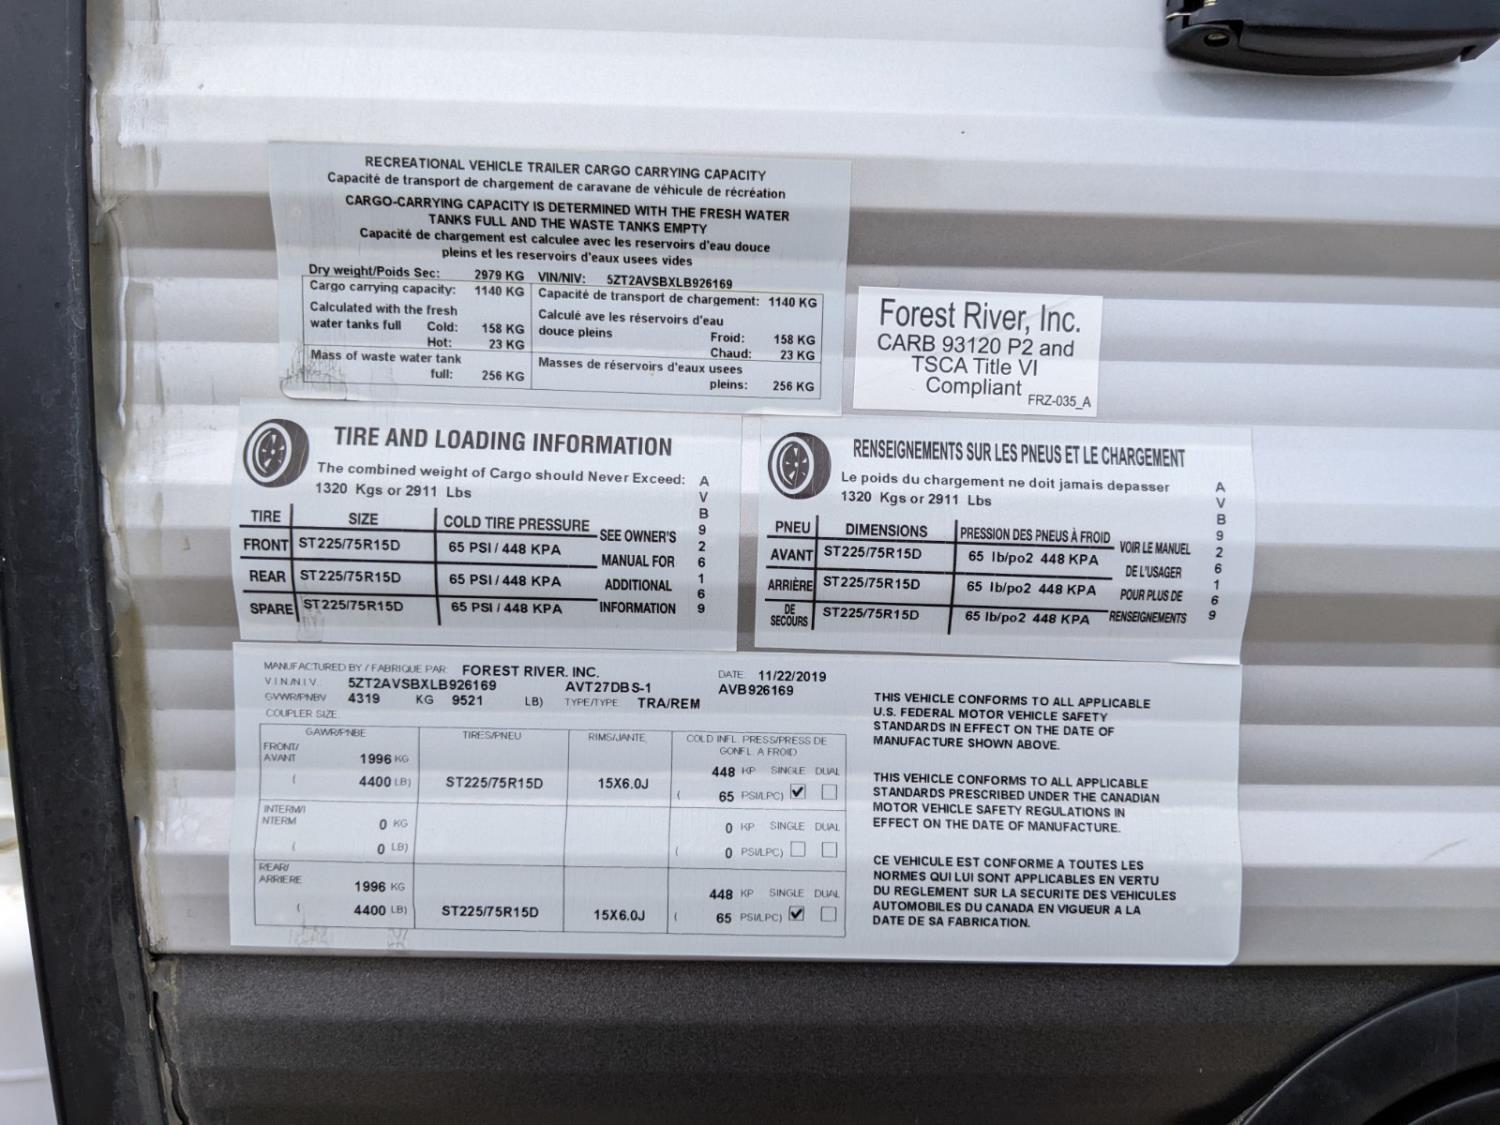 RECREATIONAL VEHICLE TRAILER CARGO CARRYING CAPACITY
Capacité de transport de chargement de caravane de véhicule de récréation
CARGO-CARRYING CAPACITY IS DETERMINED WITH THE FRESH WATER
TANKS FULL AND THE WASTE TANKS EMPTY
Capacité de chargement est calculee avec les reservoirs d'eau douce
pleins et les reservoirs d'eaux usees vides
Dry weight/Poids Sec: 2979 KG VIN/NIV: 5ZT2AVSBXLB926169
Cargo carrying capacity: 1140 KG
Calculated with the fresh
water tanks full Cold: 158 KG
Hot: 23 KG
Mass of waste water tank
full: 256 KG
Capacité de transport de chargement: 1140 KG
Calculé ave les réservoirs d'eau
douce pleins Froid: 158 KG
Chaud: 23 KG
Masses de réservoirs d'eaux usees
pleins: 256 KG
Forest River, Inc.
CARB 93120 P2 and
TSCA Title VI
Compliant
FRZ-035_A
TIRE AND LOADING INFORMATION
The combined weight of Cargo should Never Exceed:
1320 Kgs or 2911 Lbs
TIRE SIZE COLD TIRE PRESSURE
FRONT ST225/75R15D 65 PSI / 448 KPA
REAR ST225/75R15D 65 PSI / 448 KPA
SPARE ST225/75R15D 65 PSI / 448 KPA
SEE OWNER'S
MANUAL FOR
ADDITIONAL
INFORMATION
AVB926169
RENSEIGNEMENTS SUR LES PNEUS ET LE CHARGEMENT
Le poids du chargement ne doit jamais depasser
1320 Kgs or 2911 Lbs
PNEU DIMENSIONS PRESSION DES PNEUS À FROID
AVANT ST225/75R15D 65 lb/po2 448 KPA
ARRIÈRE ST225/75R15D 65 lb/po2 448 KPA
DE SECOURS ST225/75R15D 65 lb/po2 448 KPA
VOIR LE MANUEL
DE L'USAGER
POUR PLUS DE
RENSEIGNEMENTS
AVB926169
MANUFACTURED BY / FABRIQUE PAR: FOREST RIVER. INC. DATE: 11/22/2019
V.I.N./N.I.V. 5ZT2AVSBXLB926169 AVT27DBS-1 AVB926169
GVWR/PNBV 4319 KG 9521 LB) TYPE/TYPE: TRA/REM
COUPLER SIZE:
GAWR/PNBE TIRES/PNEU RIMS/JANTE COLD INFL. PRESS/PRESS DE
GONFL. A FROID
FRONT/
AVANT 1996 KG 448 KP SINGLE DUAL
( 4400 LB) ST225/75R15D 15X6.0J ( 65 PSI/LPC) ✓
INTERM/I
NTERM 0 KG 0 KP SINGLE DUAL
( 0 LB) ( 0 PSI/LPC)
REAR/
ARRIERE 1996 KG 448 KP SINGLE DUAL
( 4400 LB) ST225/75R15D 15X6.0J ( 65 PSI/LPC) ✓
THIS VEHICLE CONFORMS TO ALL APPLICABLE
U.S. FEDERAL MOTOR VEHICLE SAFETY
STANDARDS IN EFFECT ON THE DATE OF
MANUFACTURE SHOWN ABOVE.
THIS VEHICLE CONFORMS TO ALL APPLICABLE
STANDARDS PRESCRIBED UNDER THE CANADIAN
MOTOR VEHICLE SAFETY REGULATIONS IN
EFFECT ON THE DATE OF MANUFACTURE.
CE VEHICULE EST CONFORME A TOUTES LES
NORMES QUI LUI SONT APPLICABLES EN VERTU
DU REGLEMENT SUR LA SECURITE DES VEHICULES
AUTOMOBILES DU CANADA EN VIGUEUR A LA
DATE DE SA FABRICATION.